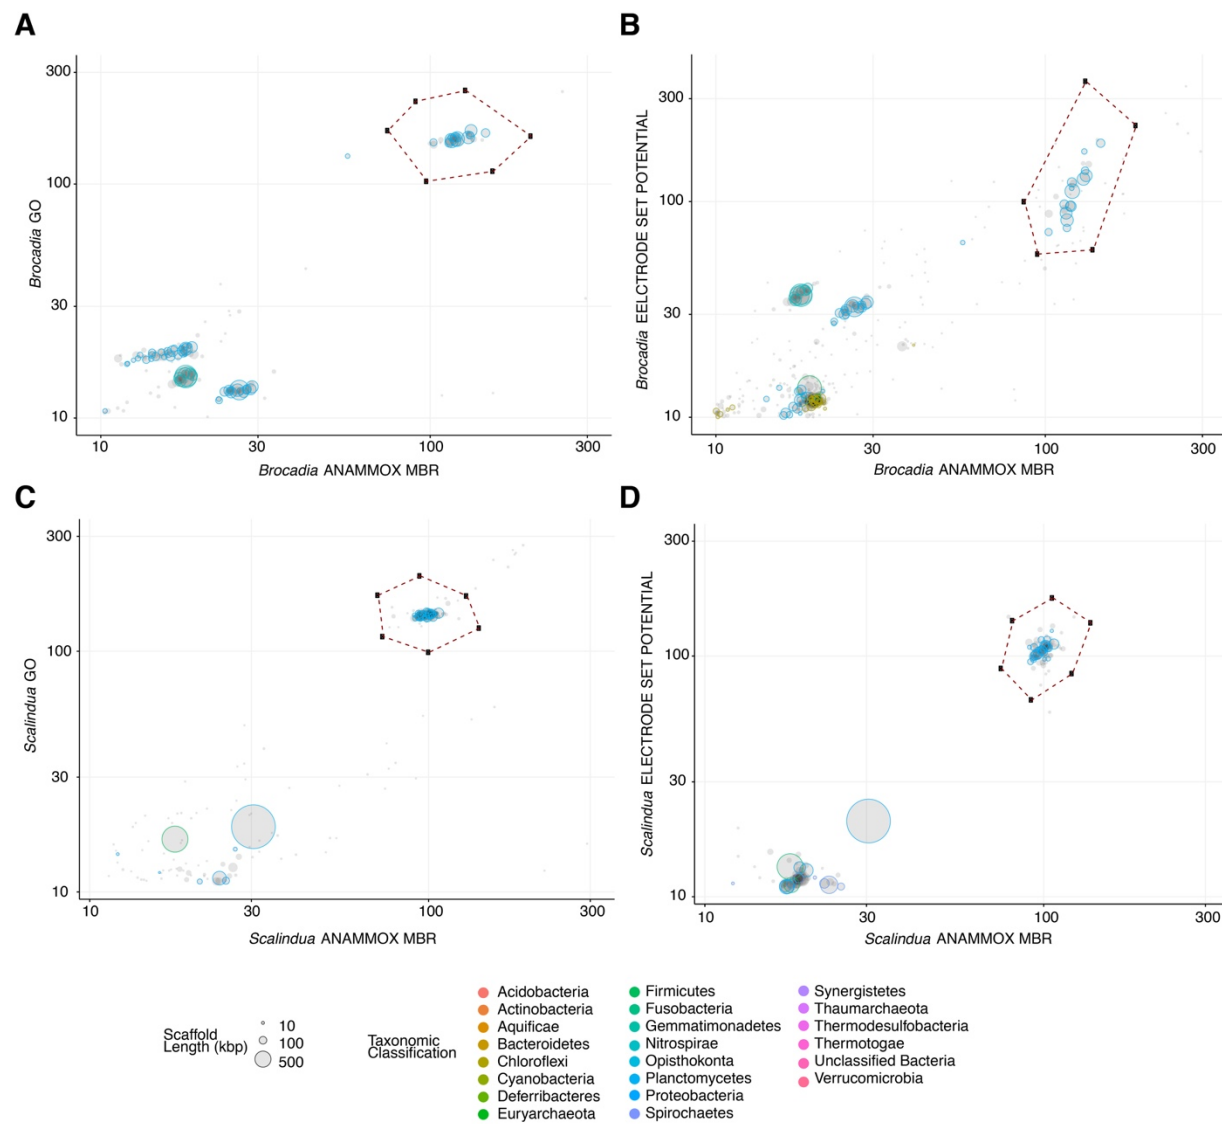 A
300
100
30
10
10
30
100
300
Brocadia GO
Brocadia ANAMMOX MBR
B
300
100
30
10
10
30
100
300
Brocadia EELCTRODE SET POTENTIAL
Brocadia ANAMMOX MBR
C
300
100
30
10
10
30
100
300
Scalindua GO
Scalindua ANAMMOX MBR
D
300
100
30
10
10
30
100
300
Scalindua ELECTRODE SET POTENTIAL
Scalindua ANAMMOX MBR
Scaffold
Length (kbp)
10
100
500
Taxonomic
Classification
Acidobacteria
Actinobacteria
Aquificae
Bacteroidetes
Chloroflexi
Cyanobacteria
Deferribacteres
Euryarchaeota
Firmicutes
Fusobacteria
Gemmatimonadetes
Nitrospirae
Opisthokonta
Planctomycetes
Proteobacteria
Spirochaetes
Synergistetes
Thaumarchaeota
Thermodesulfobacteria
Thermotogae
Unclassified Bacteria
Verrucomicrobia